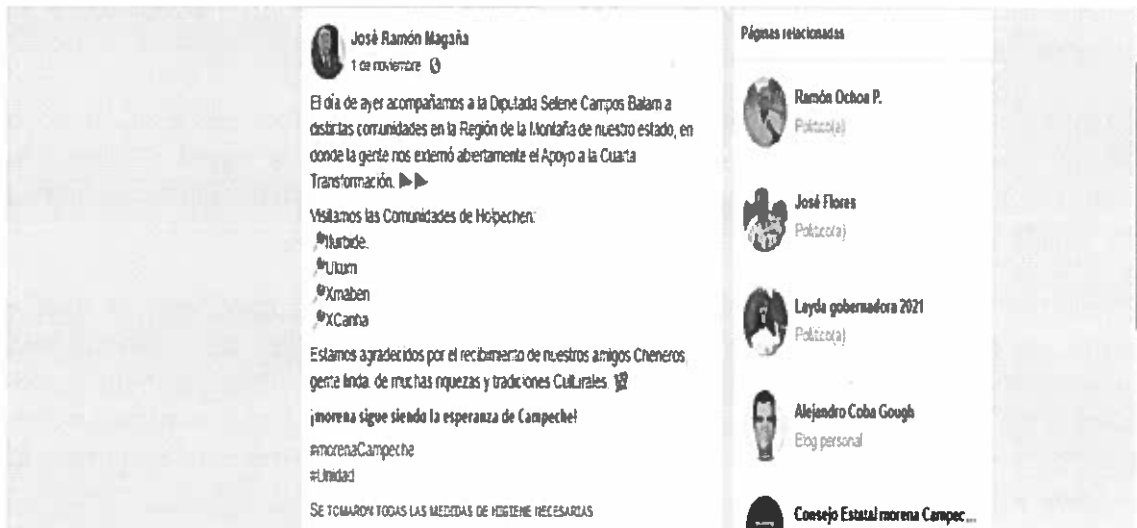 José Ramón Magaña
1 de noviembre
El día de ayer acompañamos a la Diputada Selene Campos Balam a
distintas comunidades en la Región de la Montaña de nuestro estado, en
donde la gente nos externó abiertamente el Apoyo a la Cuarta
Transformación.
Visitamos las Comunidades de Holpechen:
Iturbide.
Ukum
Xmaben
XCanha
Estamos agradecidos por el recibimiento de nuestros amigos Cheneros,
gente linda, de muchas riquezas y tradiciones Culturales.
¡morena sigue siendo la esperanza de Campeche!
#morenaCampeche
#Unidad
SE TOMARON TODAS LAS MEDIDAS DE HIGIENE NECESARIAS
Páginas relacionadas
Ramón Ochoa P.
Político(a)
José Flores
Político(a)
Layda gobernadora 2021
Político(a)
Alejandro Coba Gough
Blog personal
Consejo Estatal morena Campec...